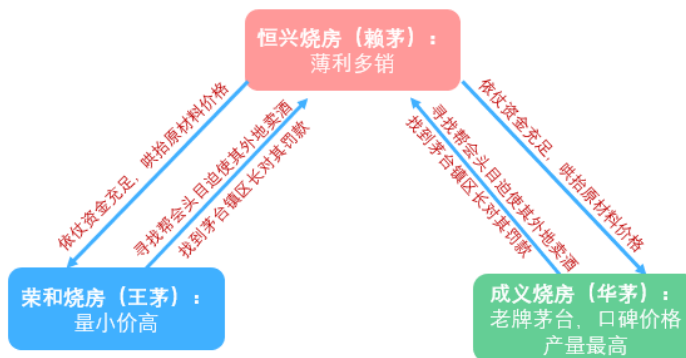 恒兴烧房（赖茅）：
薄利多销
依仗资金充足，哄抬原材料价格
寻找帮会头目迫使其外地卖酒
找到茅台镇区长对其罚款
寻找帮会头目迫使其外地卖酒
找到茅台镇区长对其罚款
依仗资金充足，哄抬原材料价格
荣和烧房（王茅）：
量小价高
成义烧房（华茅）：
老牌茅台，口碑价格
产量最高